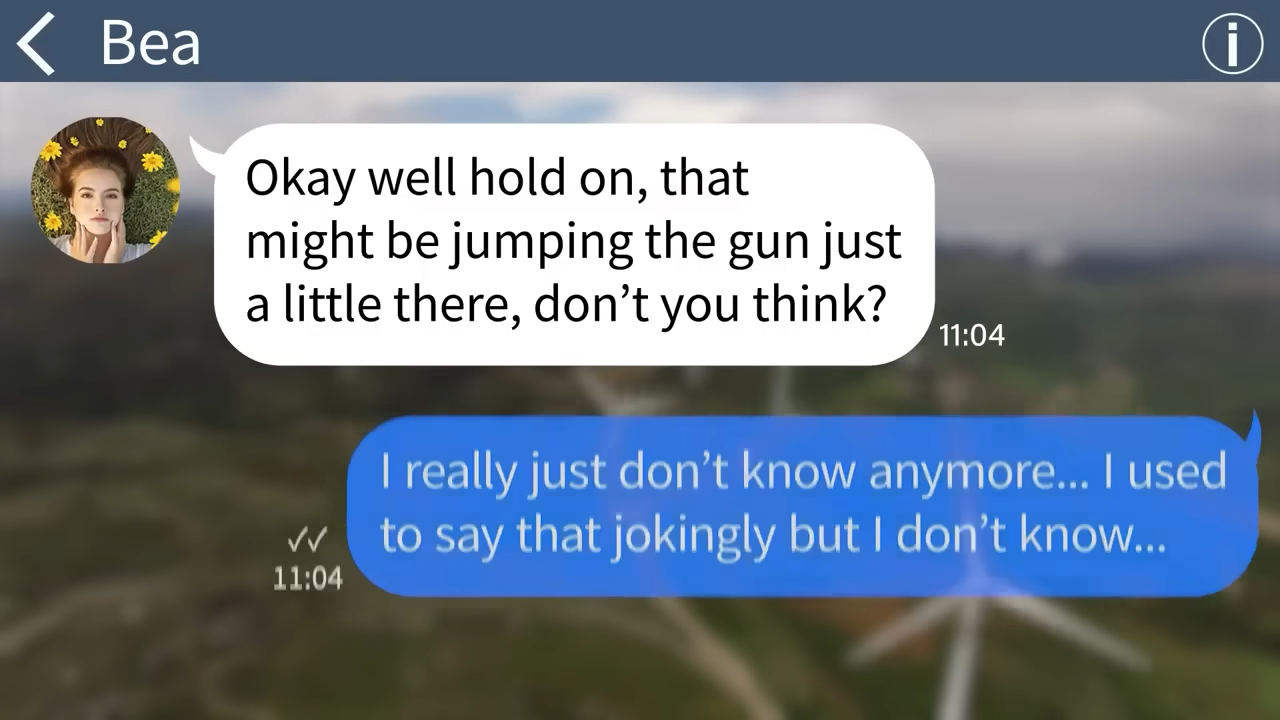 Bea
Okay well hold on, that
might be jumping the gun just
a little there, don’t you think?
11:04
I really just don’t know anymore... I used
to say that jokingly but I don’t know...
11:04